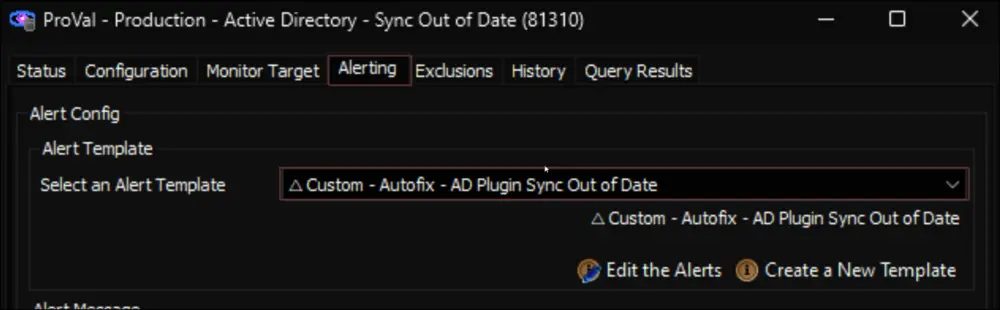 ProVal - Production - Active Directory - Sync Out of Date (81310)
Status Configuration Monitor Target Alerting Exclusions History Query Results
Alert Config
Alert Template
Select an Alert Template △ Custom - Autofix - AD Plugin Sync Out of Date
△ Custom - Autofix - AD Plugin Sync Out of Date
Edit the Alerts Create a New Template
Alert Message